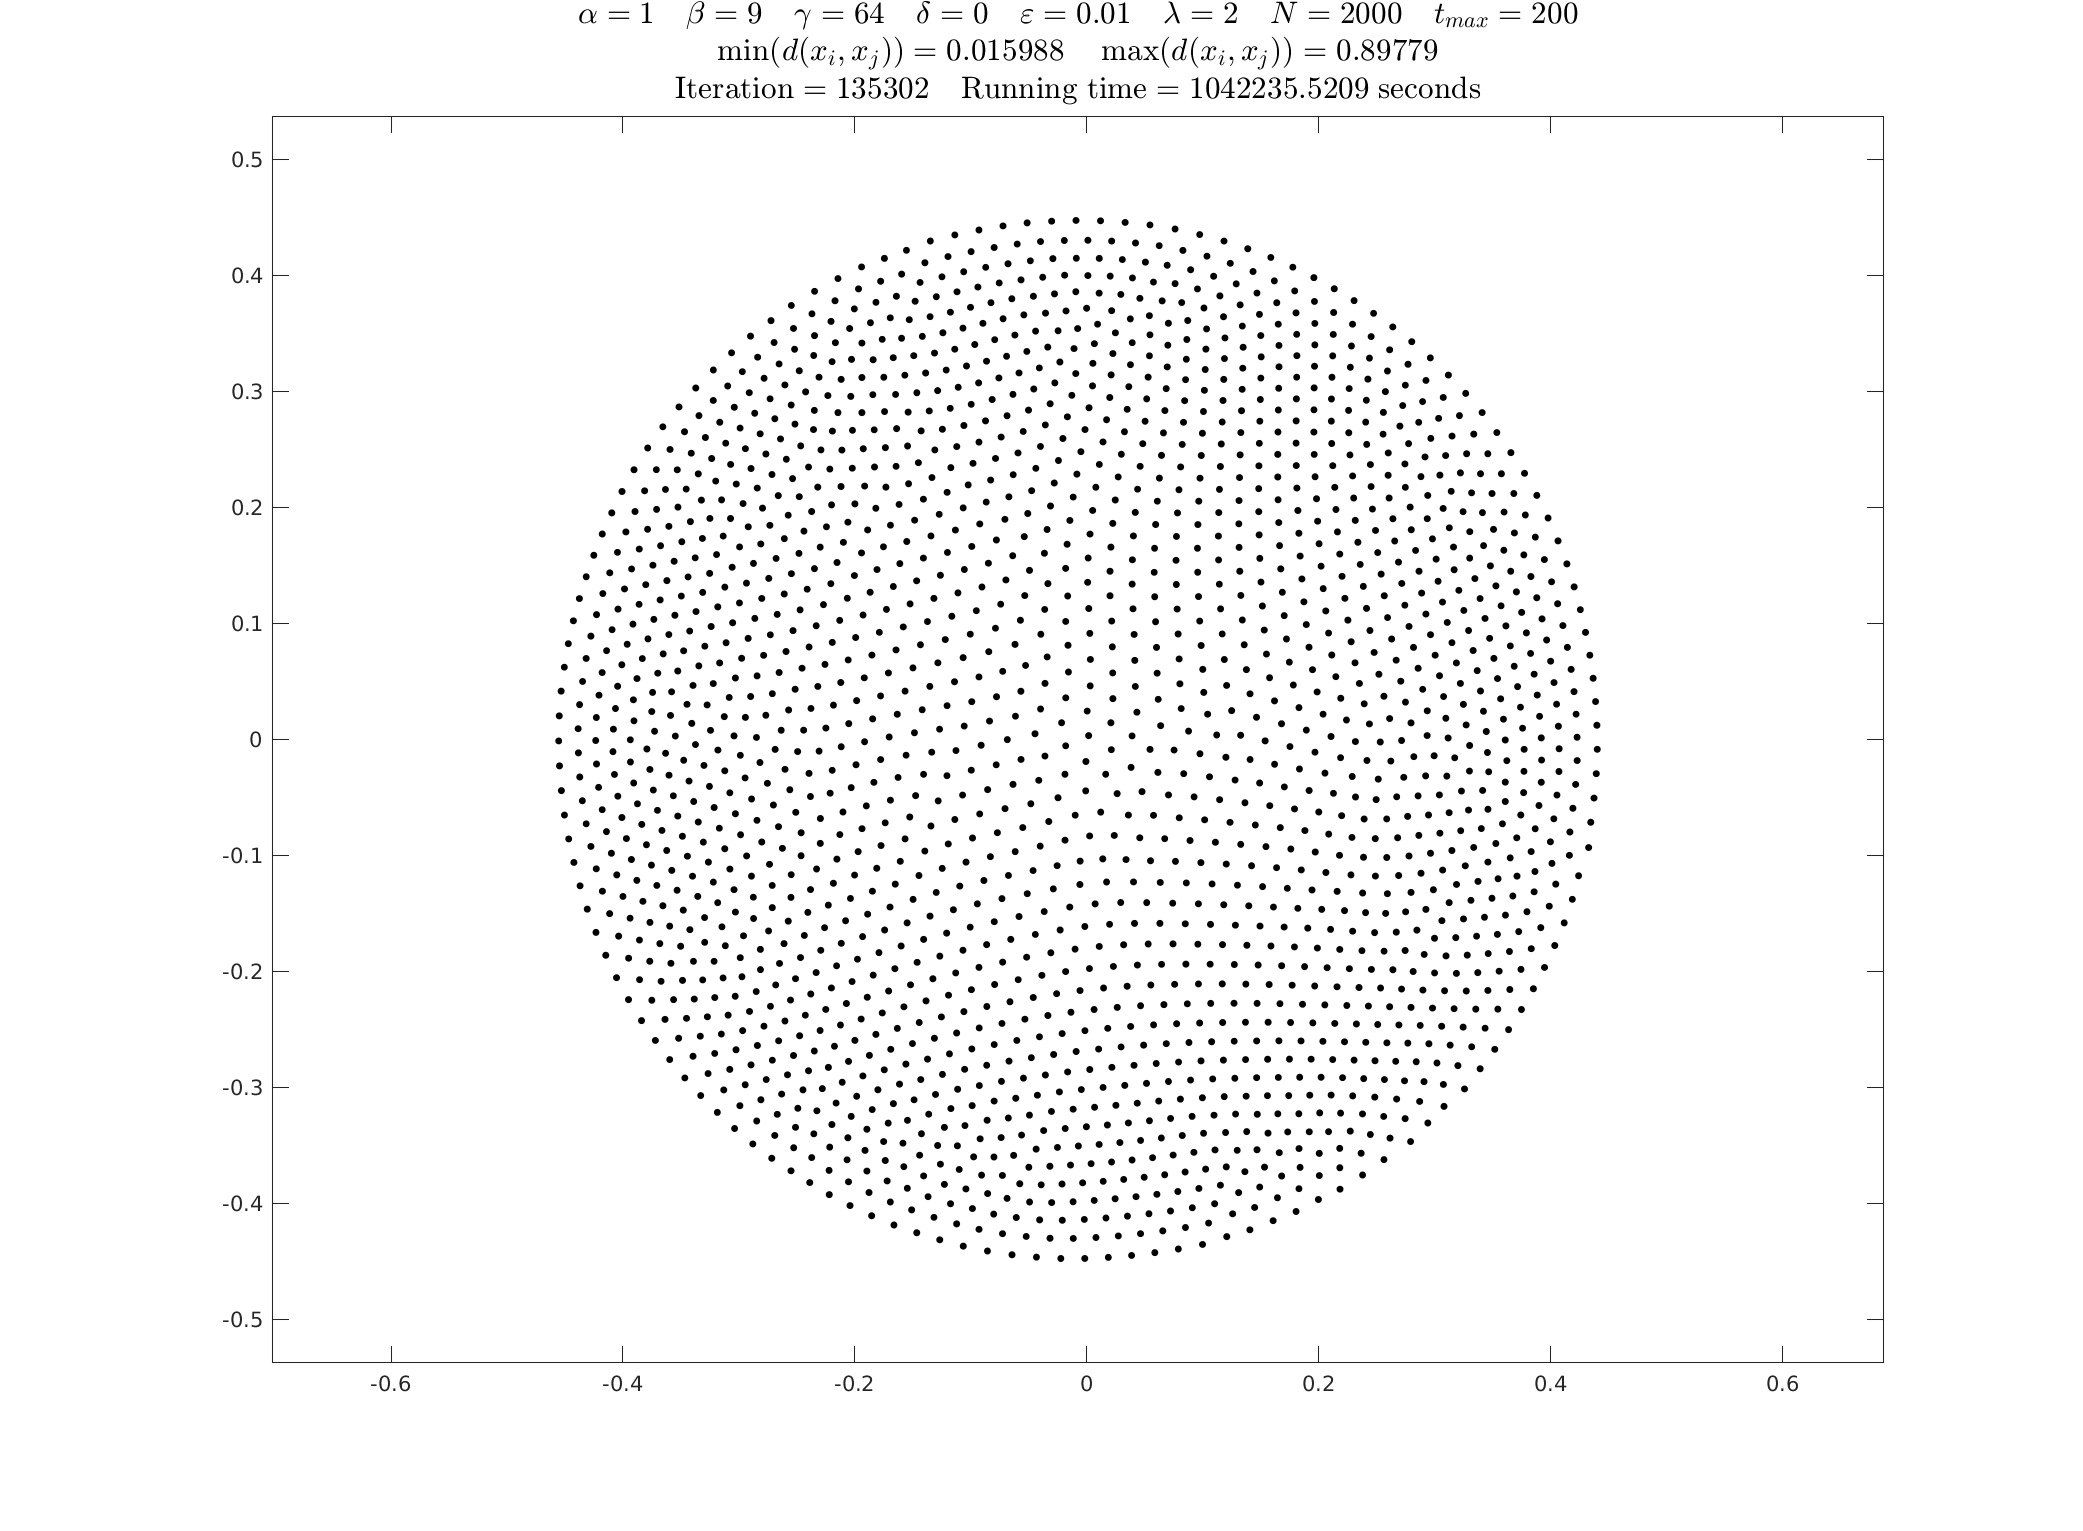 α = 1 β = 9 γ = 64 δ = 0 ε = 0.01 λ = 2 N = 2000 t_max = 200
min(d(x_i, x_j)) = 0.015988 max(d(x_i, x_j)) = 0.89779
Iteration = 135302 Running time = 1042235.5209 seconds
0.5
0.4
0.3
0.2
0.1
0
-0.1
-0.2
-0.3
-0.4
-0.5
-0.6 -0.4 -0.2 0 0.2 0.4 0.6